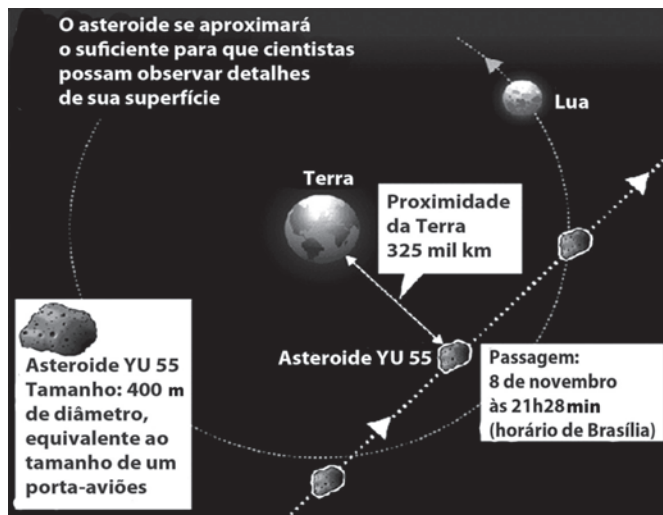 O asteroide se aproximará
o suficiente para que cientistas
possam observar detalhes
de sua superfície
Lua
Terra
Proximidade
da Terra
325 mil km
Asteroide YU 55
Passagem:
8 de novembro
às 21h28min
(horário de Brasília)
Asteroide YU 55
Tamanho: 400 m
de diâmetro,
equivalente ao
tamanho de um
porta-aviões